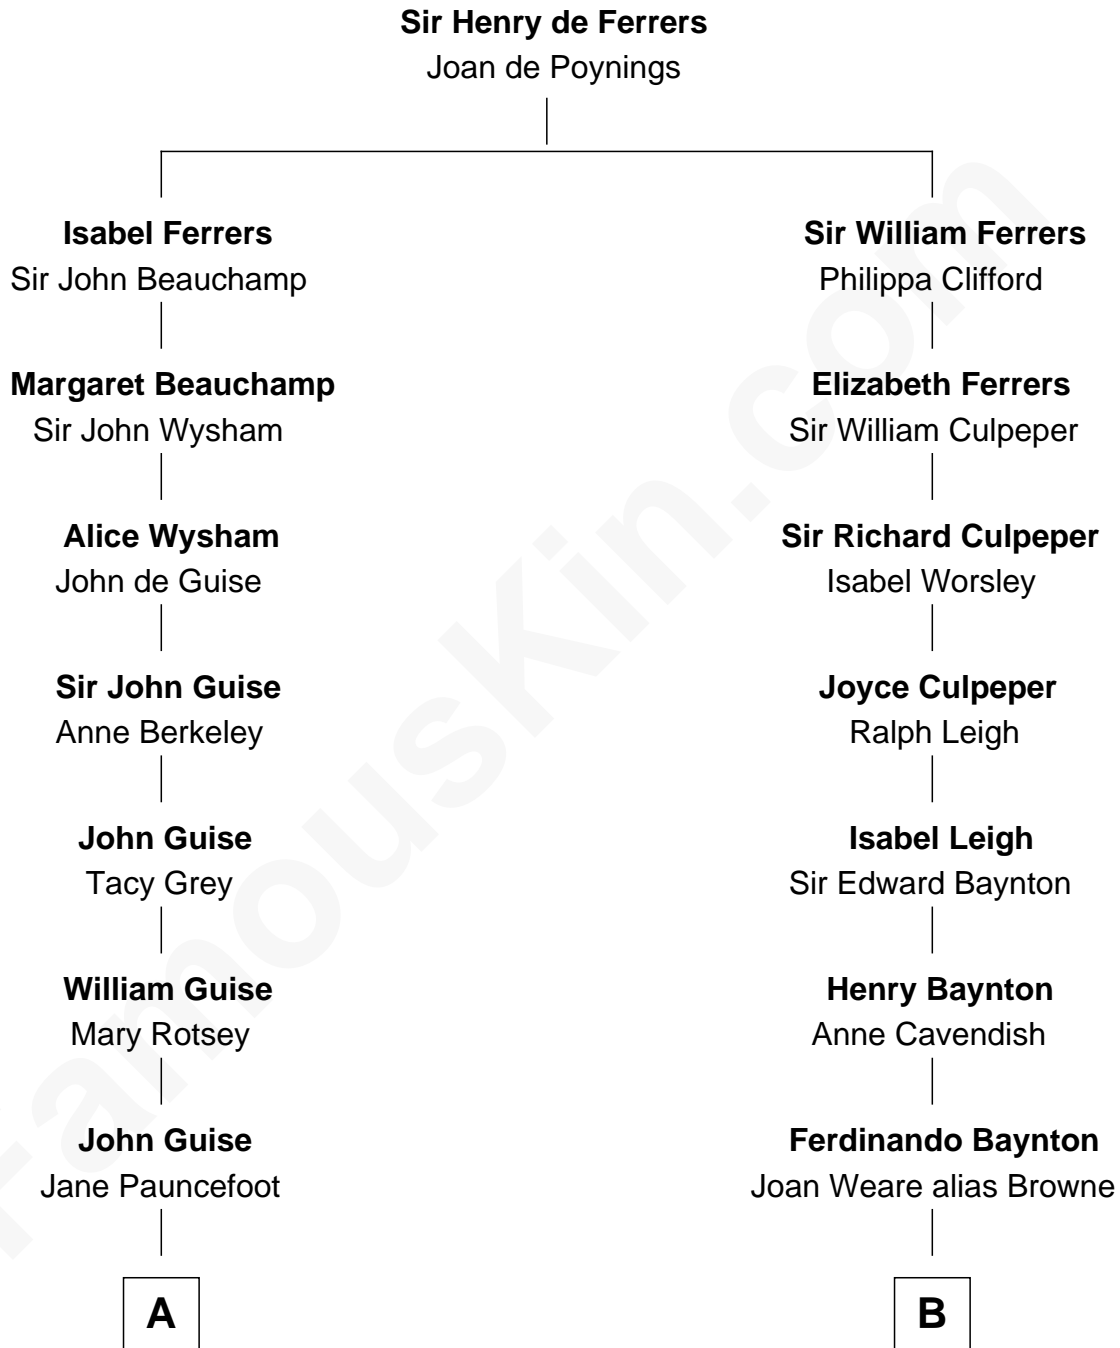 Sir Henry de Ferrers
Joan de Poynings
Isabel Ferrers
Sir John Beauchamp
Sir William Ferrers
Philippa Clifford
Margaret Beauchamp
Sir John Wysham
Elizabeth Ferrers
Sir William Culpeper
Alice Wysham
John de Guise
Sir Richard Culpeper
Isabel Worsley
Sir John Guise
Anne Berkeley
Joyce Culpeper
Ralph Leigh
John Guise
Tacy Grey
Isabel Leigh
Sir Edward Baynton
William Guise
Mary Rotsey
Henry Baynton
Anne Cavendish
John Guise
Jane Pauncefoot
Ferdinando Baynton
Joan Weare alias Browne
A
B
FamousKin.com